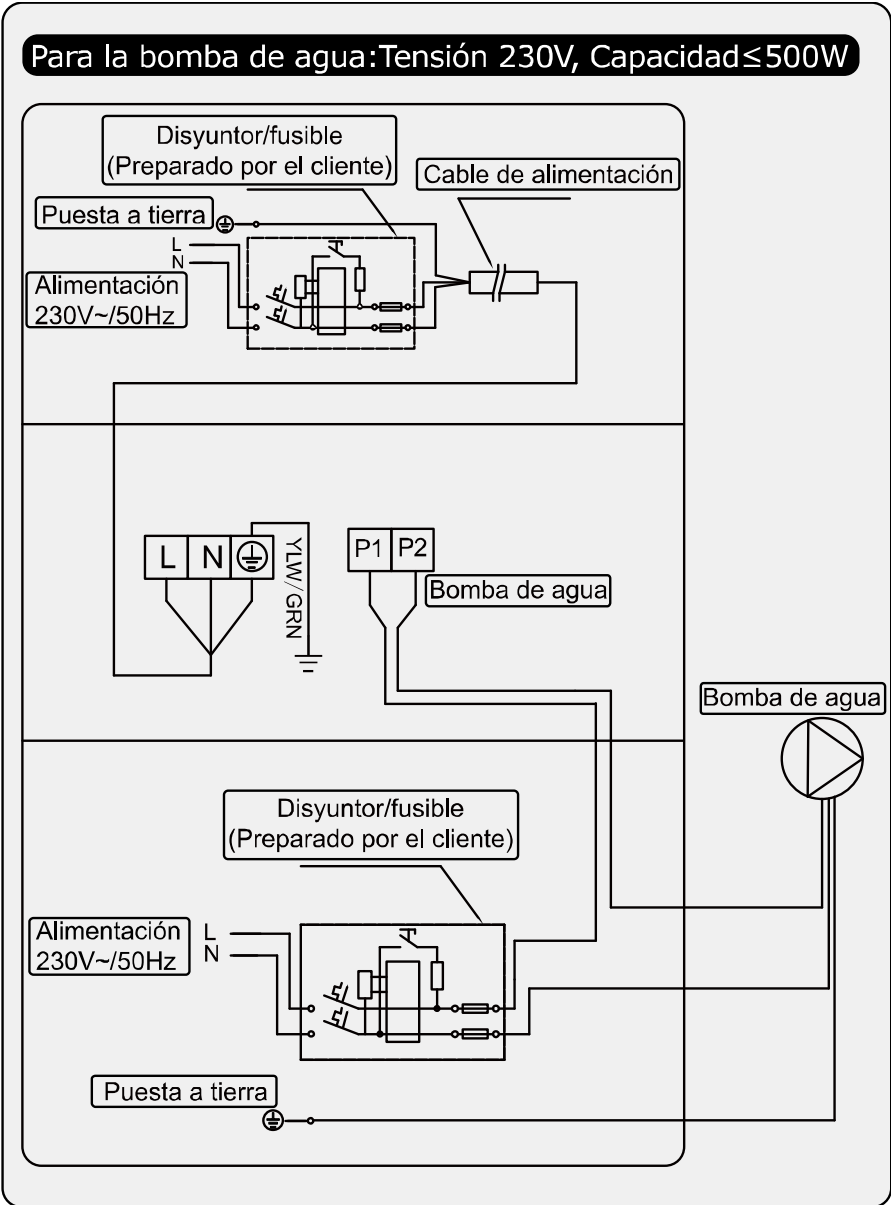 Para la bomba de agua:Tensión 230V, Capacidad≤500W
Disyuntor/fusible
(Preparado por el cliente)
Cable de alimentación
Puesta a tierra
L
N
Alimentación
230V~/50Hz
L N
YLW/GRN
P1 P2
Bomba de agua
Bomba de agua
Disyuntor/fusible
(Preparado por el cliente)
Alimentación
230V~/50Hz
L
N
Puesta a tierra